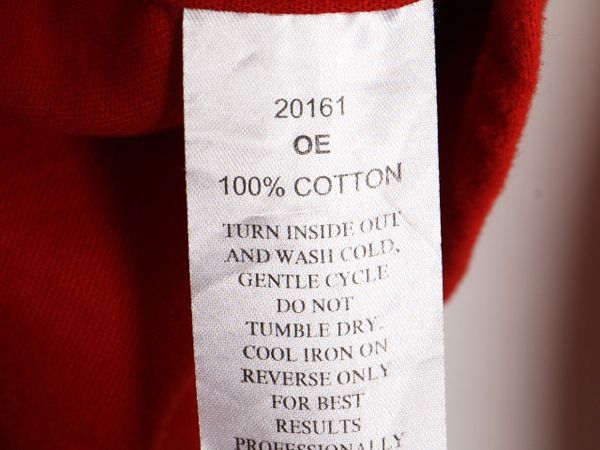 20161
OE
100% COTTON
TURN INSIDE OUT
AND WASH COLD,
GENTLE CYCLE
DO NOT
TUMBLE DRY.
COOL IRON ON
REVERSE ONLY
FOR BEST
RESULTS
PROFESSIONALLY